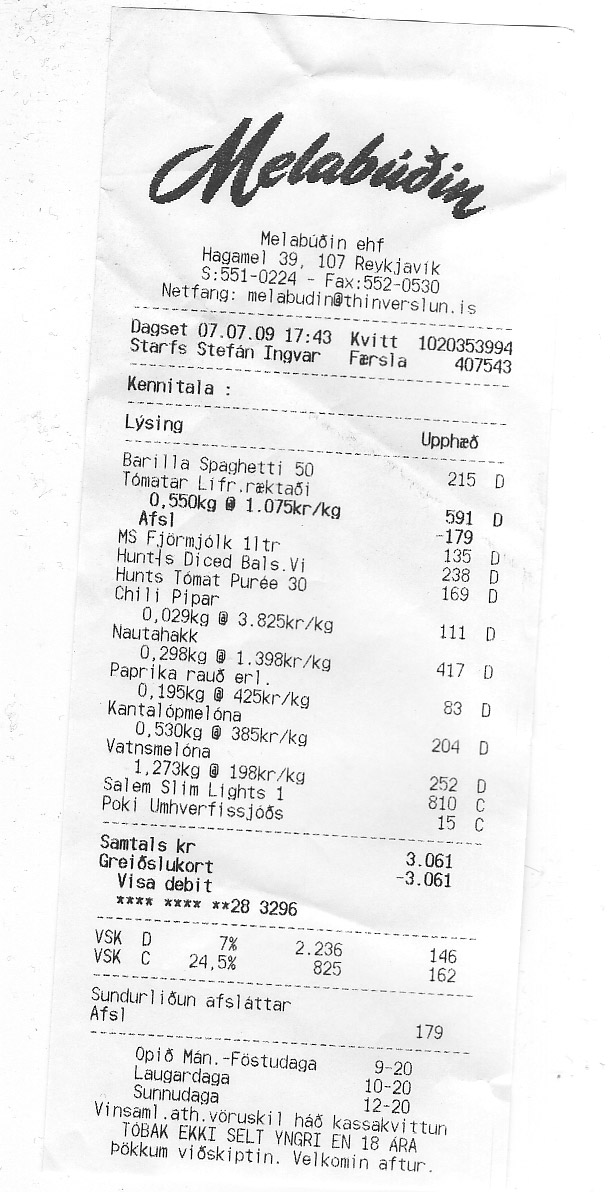 Melabúðin
Melabúðin ehf
Hagamel 39, 107 Reykjavík
S:551-0224 - Fax:552-0530
Netfang: melabudin@thinverslun.is
Dagset 07.07.09 17:43 Kvitt 1020353994
Starfs Stefán Ingvar Færsla 407543
Kennitala :
Lýsing Upphæð
Barilla Spaghetti 50 215 D
Tómatar Lífr.ræktaði
0,550kg @ 1.075kr/kg 591 D
Afsl -179
MS Fjörmjólk 1ltr 135 D
Hunt's Diced Bals.Vi 238 D
Hunts Tómat Purée 30 169 D
Chili Pipar
0,029kg @ 3.825kr/kg 111 D
Nautahakk
0,298kg @ 1.398kr/kg 417 D
Paprika rauð erl.
0,195kg @ 425kr/kg 83 D
Kantalópmelóna
0,530kg @ 385kr/kg 204 D
Vatnsmelóna
1,273kg @ 198kr/kg 252 D
Salem Slim Lights 1 810 C
Poki Umhverfissjóðs 15 C
Samtals kr 3.061
Greiðslukort -3.061
Visa debit
**** **** **28 3296
VSK D 7% 2.236 146
VSK C 24,5% 825 162
Sundurliðun afsláttar
Afsl 179
Opið Mán.-Föstudaga 9-20
Laugardaga 10-20
Sunnudaga 12-20
Vinsaml.ath.vöruskil háð kassakvittun
TÓBAK EKKI SELT YNGRI EN 18 ÁRA
Þökkum viðskiptin. Velkomin aftur.